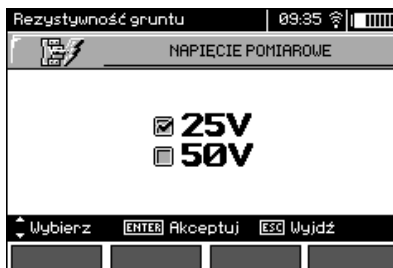 Rezystywność gruntu 09:35
NAPIĘCIE POMIAROWE
25V
50V
Wybierz ENTER Akceptuj ESC Wyjdź